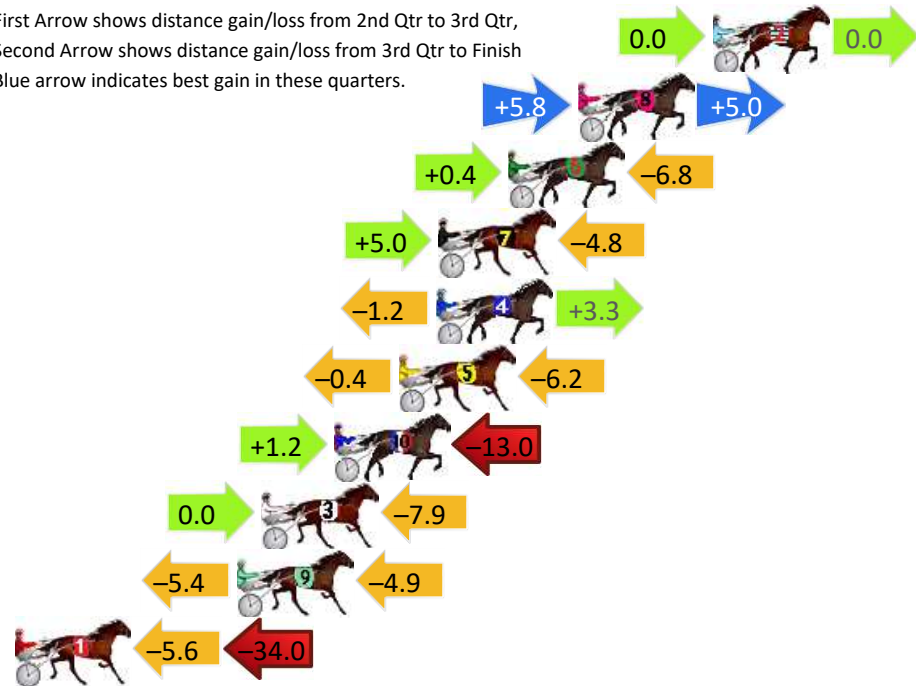 First Arrow shows distance gain/loss from 2nd Qtr to 3rd Qtr,
Second Arrow shows distance gain/loss from 3rd Qtr to Finish
Blue arrow indicates best gain in these quarters.
0.0 2 0.0
+5.8 8 +5.0
+0.4 6 –6.8
+5.0 7 –4.8
–1.2 4 +3.3
–0.4 5 –6.2
+1.2 10 –13.0
0.0 3 –7.9
–5.4 9 –4.9
1 –5.6 –34.0